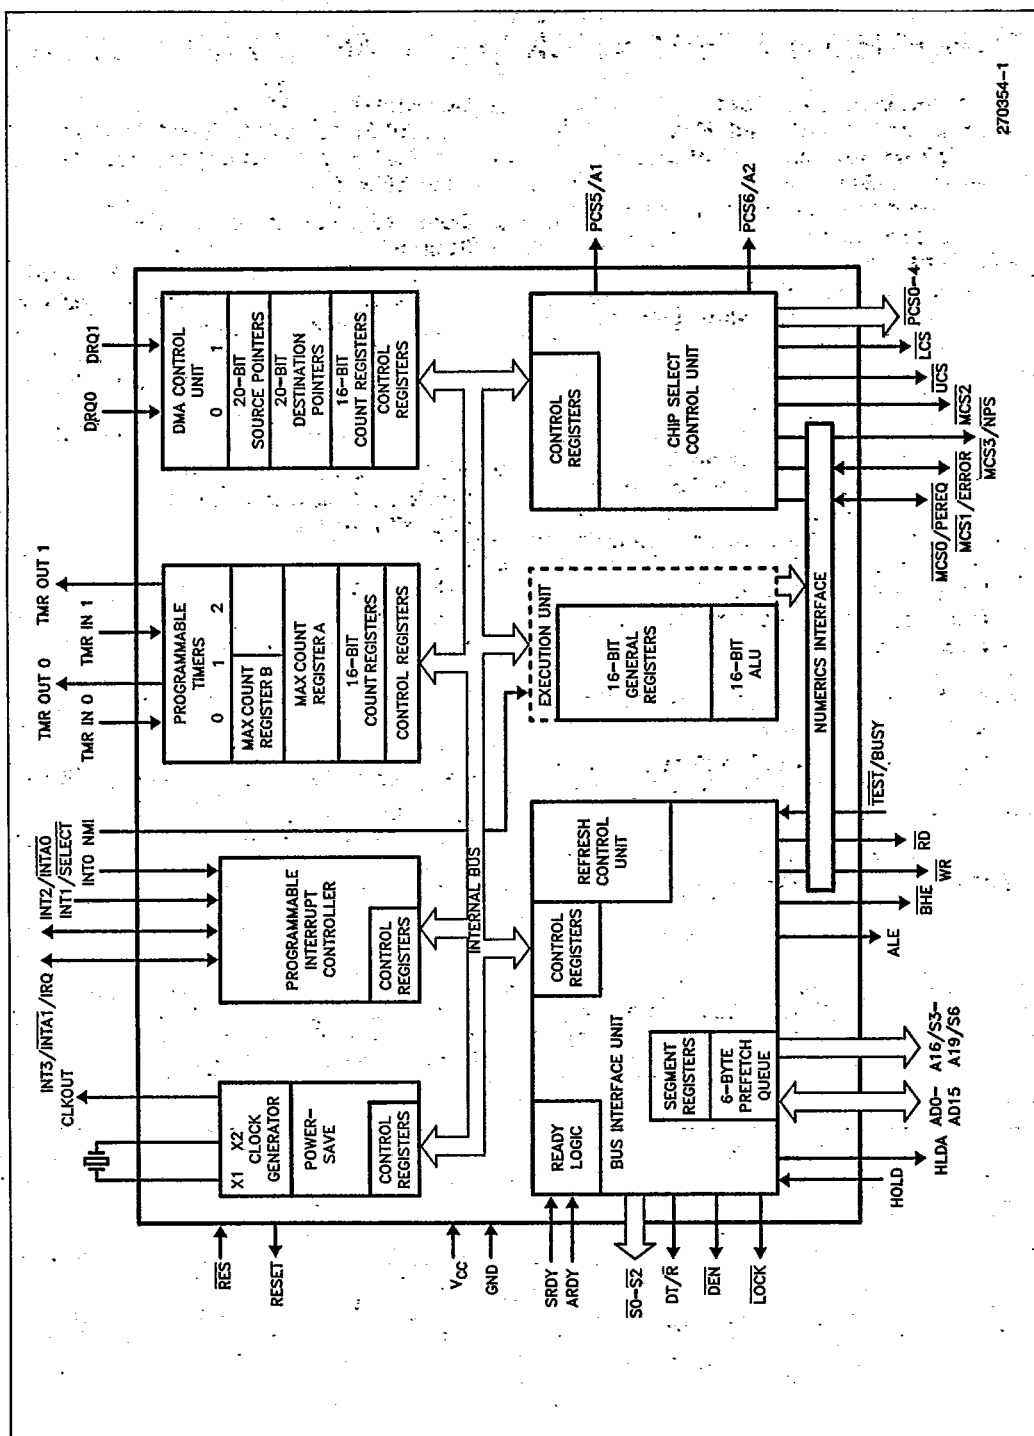 INT3/INTA1/IRQ
CLKOUT
INT2/INTA0
INT1/SELECT
INT0 NMI
TMR OUT 0
TMR IN 0
TMR OUT 1
TMR IN 1
DRQ0
DRQ1
X1 X2
CLOCK
GENERATOR
POWER-
SAVE
CONTROL
REGISTERS
PROGRAMMABLE
INTERRUPT
CONTROLLER
CONTROL
REGISTERS
PROGRAMMABLE
TIMERS
0 1 2
MAX COUNT
REGISTER B
MAX COUNT
REGISTER A
16-BIT
COUNT REGISTERS
CONTROL REGISTERS
DMA CONTROL
UNIT
0 1
20-BIT
SOURCE POINTERS
20-BIT
DESTINATION
POINTERS
16-BIT
COUNT REGISTERS
CONTROL
REGISTERS
INTERNAL BUS
RES
RESET
VCC
GND
SRDY
ARDY
S0-S2
DT/R
DEN
LOCK
READY
LOGIC
BUS INTERFACE UNIT
CONTROL
REGISTERS
REFRESH
CONTROL
UNIT
SEGMENT
REGISTERS
6-BYTE
PREFETCH
QUEUE
EXECUTION UNIT
16-BIT
GENERAL
REGISTERS
16-BIT
ALU
CONTROL
REGISTERS
CHIP SELECT
CONTROL UNIT
PCS5/A1
PCS6/A2
NUMERICS INTERFACE
HOLD
HLDA
AD0-
AD15
A16/S3-
A19/S6
ALE
BHE
WR
RD
TEST/BUSY
MCS0/PEREQ
MCS1/ERROR
MCS3/NPS
MCS2
UCS
LCS
PCS0-4
270354-1